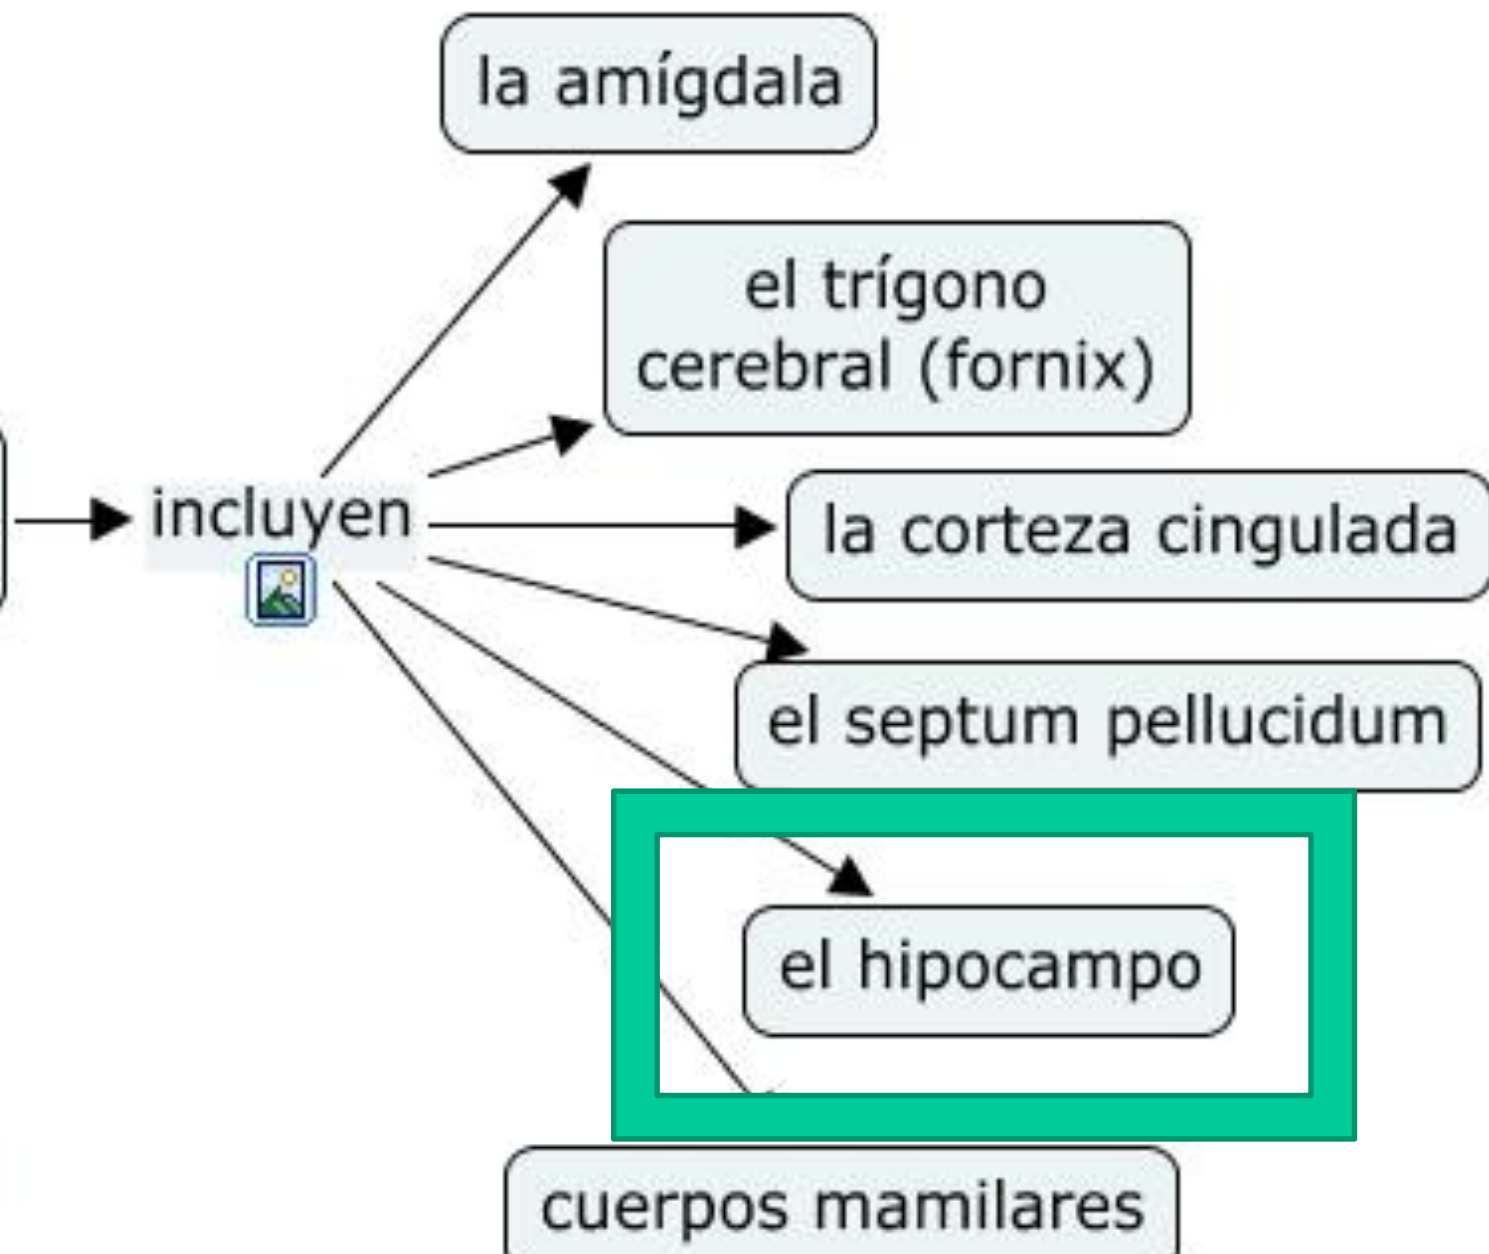 la amígdala
el trígono
cerebral (fornix)
incluyen
la corteza cingulada
el septum pellucidum
el hipocampo
cuerpos mamilares